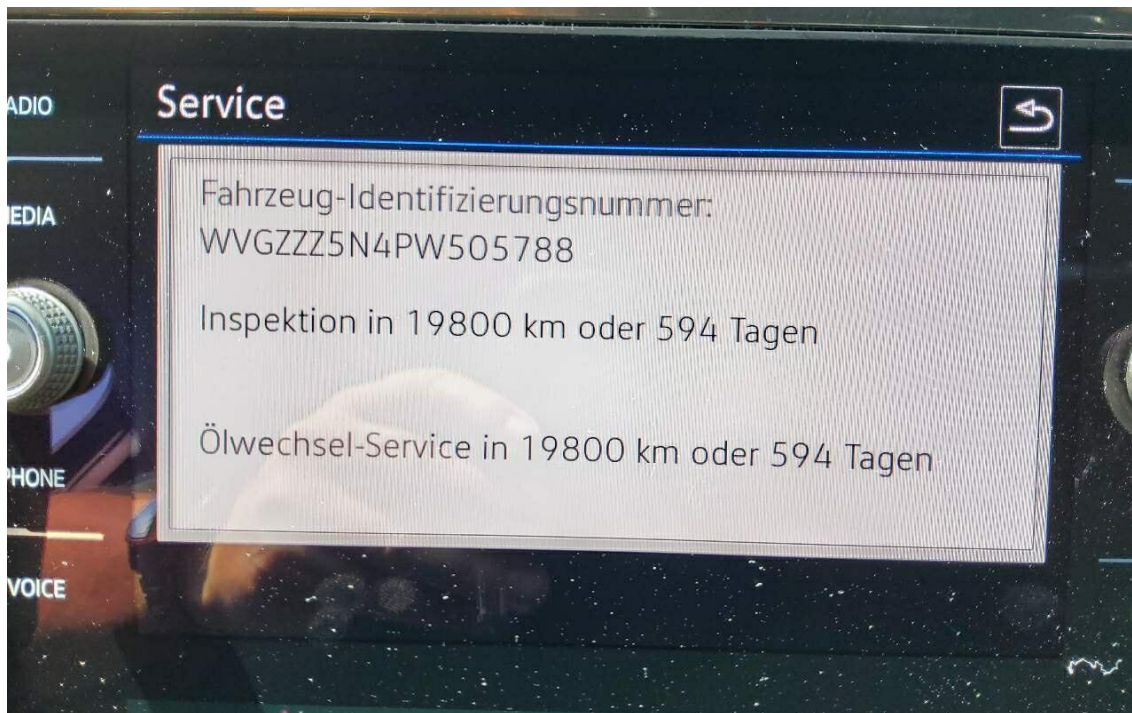 Service
ADIO
EDIA
HONE
VOICE
Fahrzeug-Identifizierungsnummer:
WVGZZZ5N4PW505788
Inspektion in 19800 km oder 594 Tagen
Ölwechsel-Service in 19800 km oder 594 Tagen